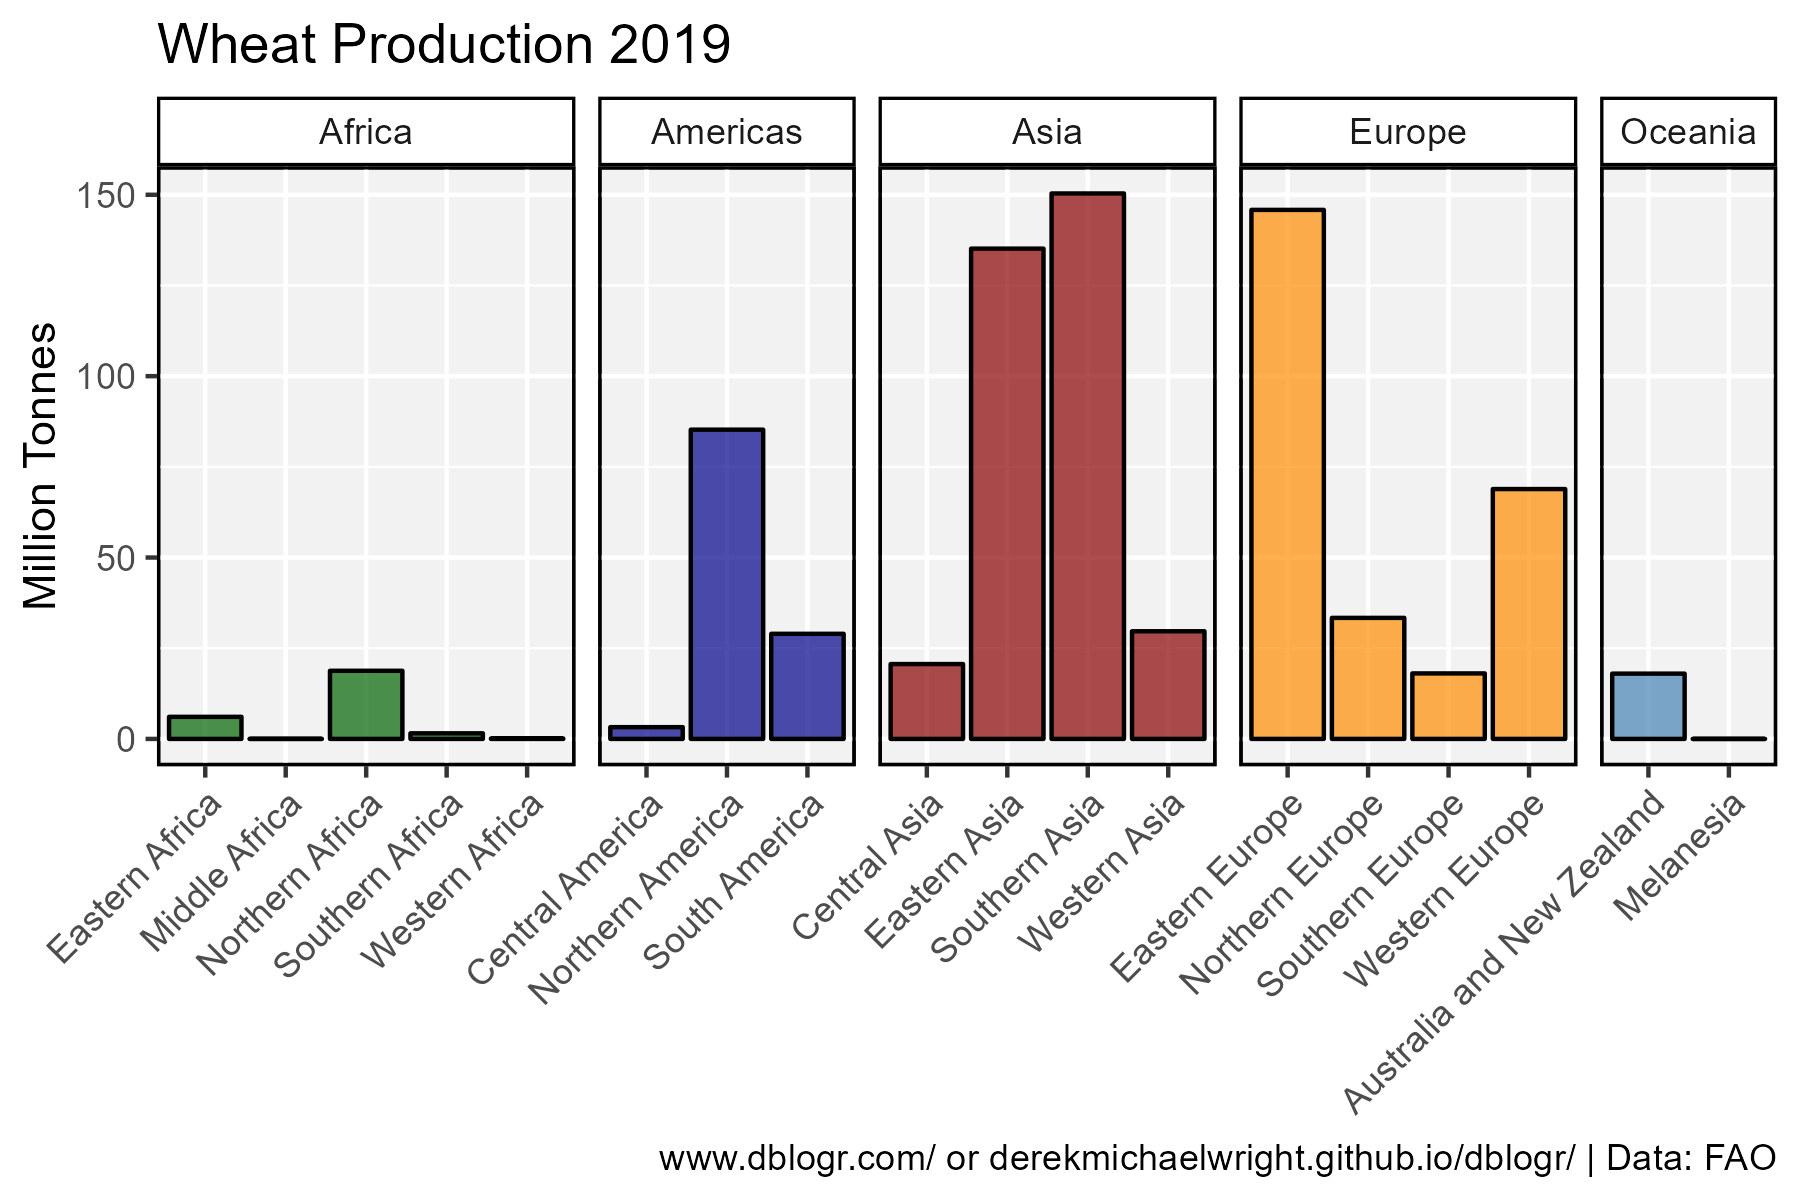 Wheat Production 2019
Africa
Americas
Asia
Europe
Oceania
Million Tonnes
150
100
50
0
Eastern Africa
Middle Africa
Northern Africa
Southern Africa
Western Africa
Central America
Northern America
South America
Central Asia
Eastern Asia
Southern Asia
Western Asia
Eastern Europe
Northern Europe
Southern Europe
Western Europe
Australia and New Zealand
Melanesia
www.dblogr.com/ or derekmichaelwright.github.io/dblogr/ | Data: FAO